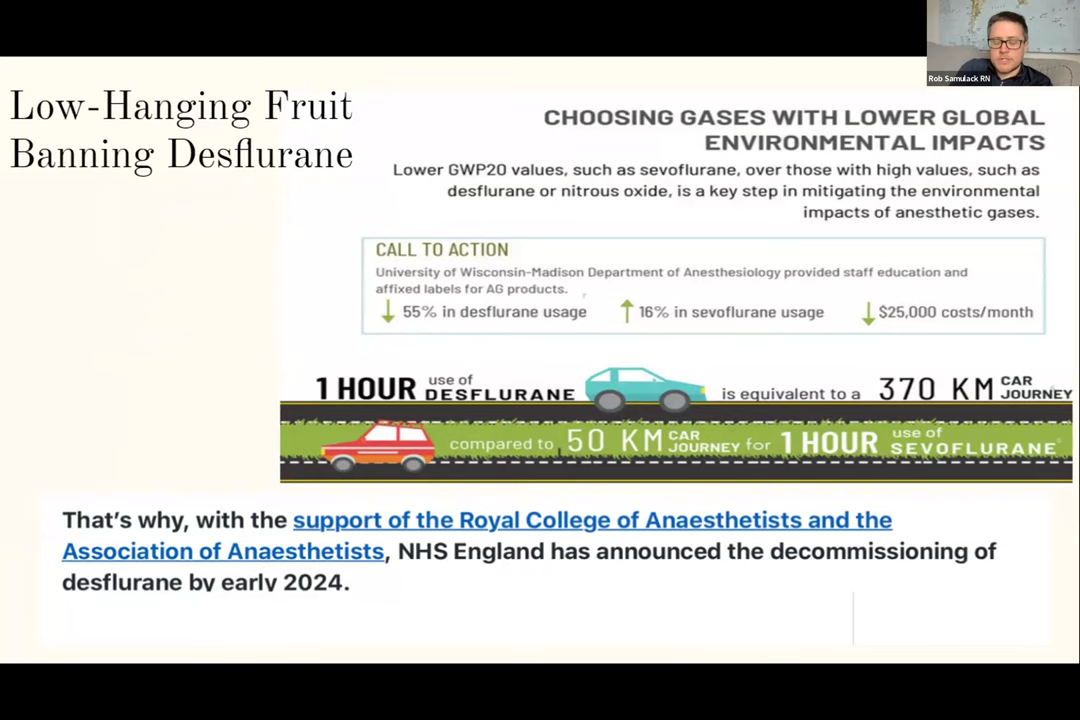 Rob Samulack RN
Low-Hanging Fruit
Banning Desflurane
CHOOSING GASES WITH LOWER GLOBAL
ENVIRONMENTAL IMPACTS
Lower GWP20 values, such as sevoflurane, over those with high values, such as
desflurane or nitrous oxide, is a key step in mitigating the environmental
impacts of anesthetic gases.
CALL TO ACTION
University of Wisconsin-Madison Department of Anesthesiology provided staff education and
affixed labels for AG products.
↓ 55% in desflurane usage ↑ 16% in sevoflurane usage ↓ $25,000 costs/month
1 HOUR use of DESFLURANE is equivalent to a 370 KM CAR JOURNEY
compared to 50 KM CAR JOURNEY for 1 HOUR use of SEVOFLURANE
That's why, with the support of the Royal College of Anaesthetists and the
Association of Anaesthetists, NHS England has announced the decommissioning of
desflurane by early 2024.